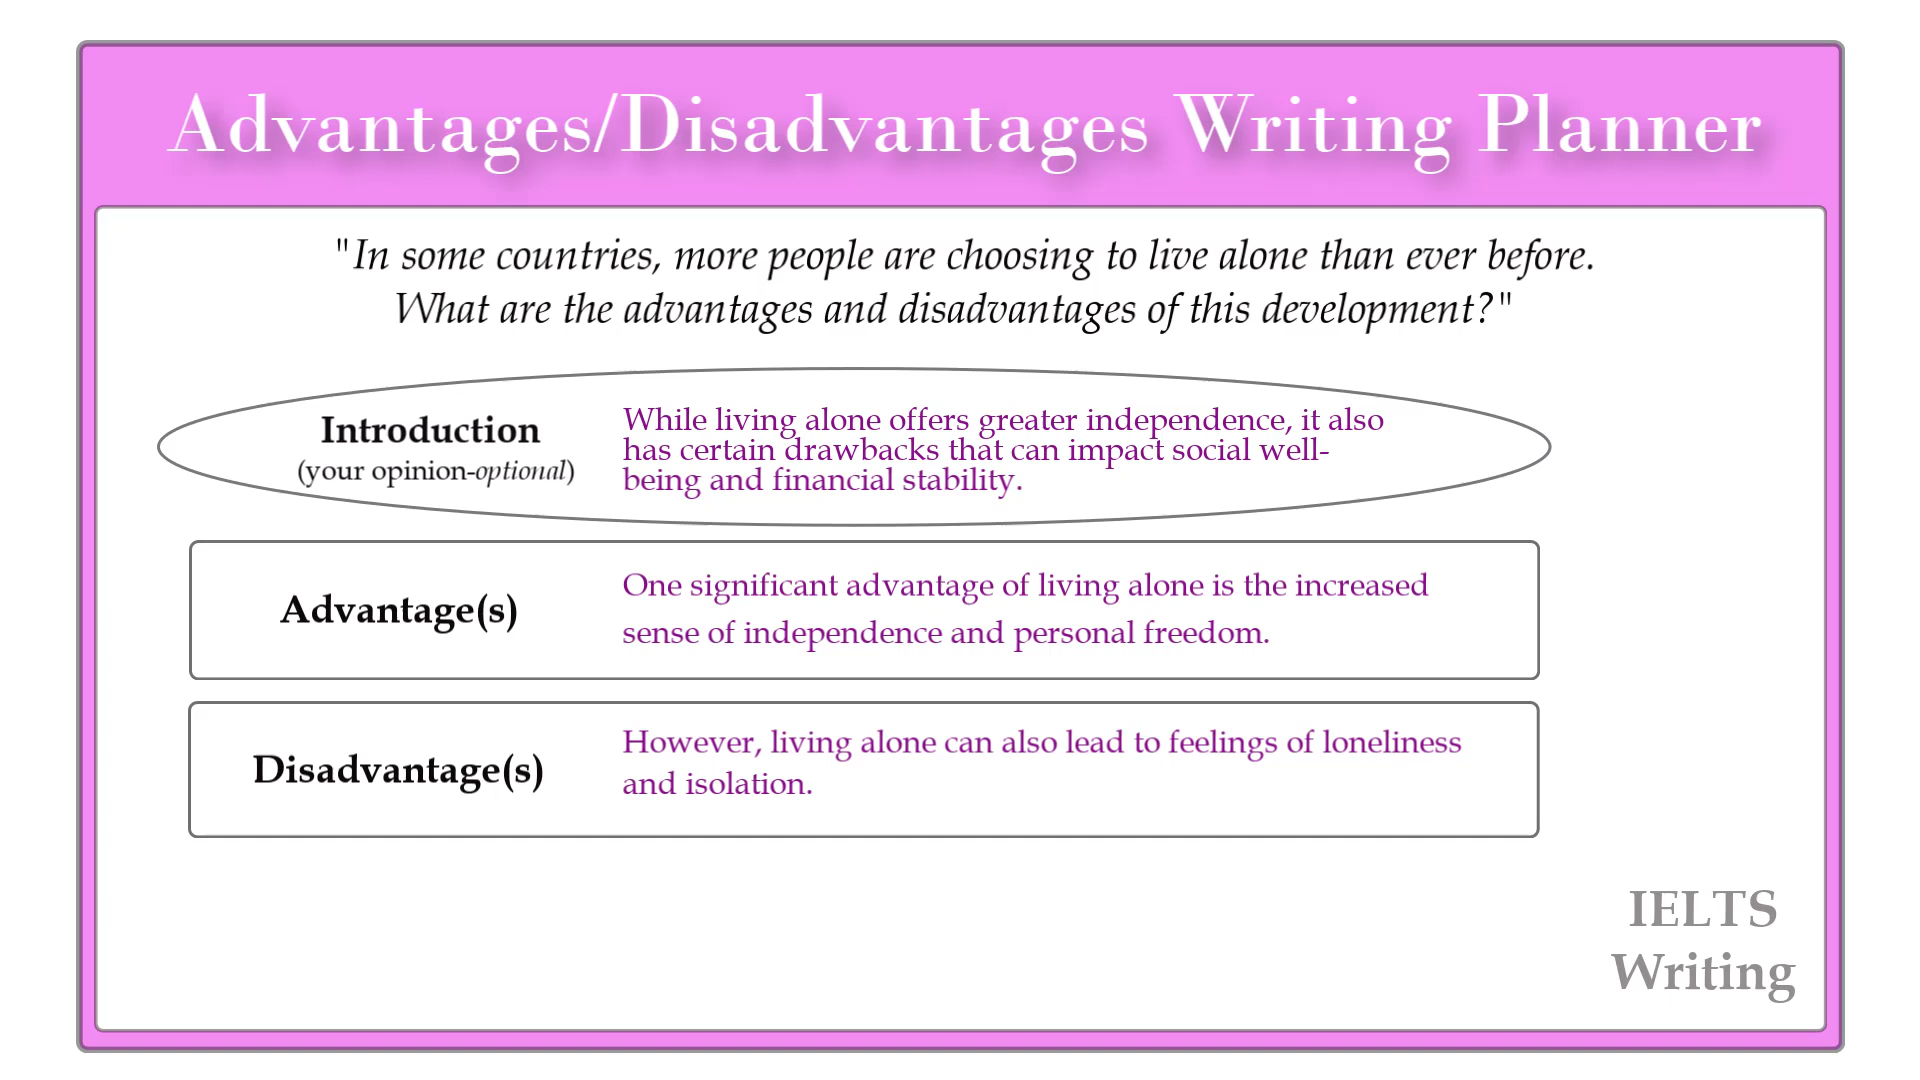 Advantages/Disadvantages Writing Planner
"In some countries, more people are choosing to live alone than ever before.
What are the advantages and disadvantages of this development?"
Introduction
(your opinion-optional)
While living alone offers greater independence, it also
has certain drawbacks that can impact social well-
being and financial stability.
Advantage(s)
One significant advantage of living alone is the increased
sense of independence and personal freedom.
Disadvantage(s)
However, living alone can also lead to feelings of loneliness
and isolation.
IELTS
Writing